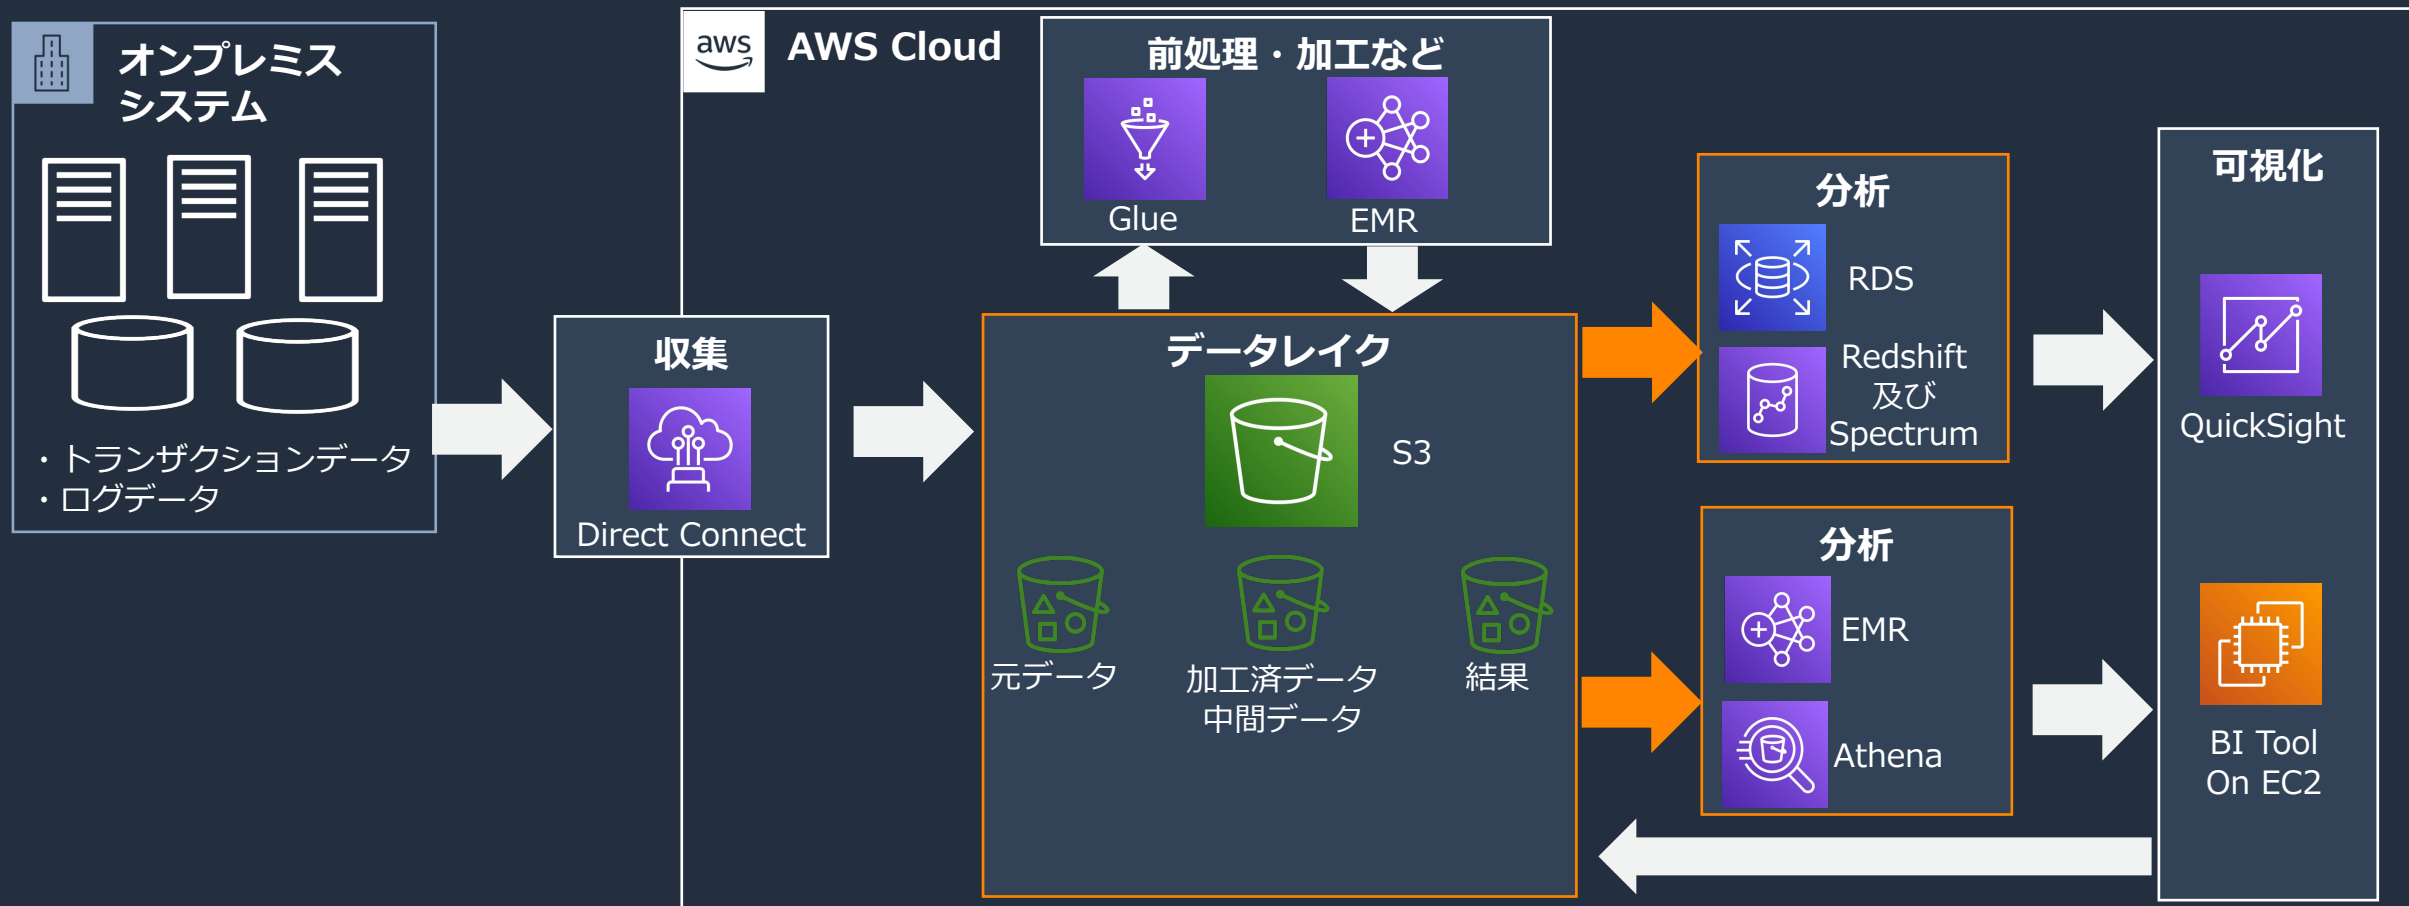 オンプレミス
システム
・トランザクションデータ
・ログデータ
aws
AWS Cloud
収集
Direct Connect
前処理・加工など
Glue
EMR
データレイク
S3
元データ
加工済データ
中間データ
結果
分析
RDS
Redshift
及び
Spectrum
分析
EMR
Athena
可視化
QuickSight
BI Tool
On EC2